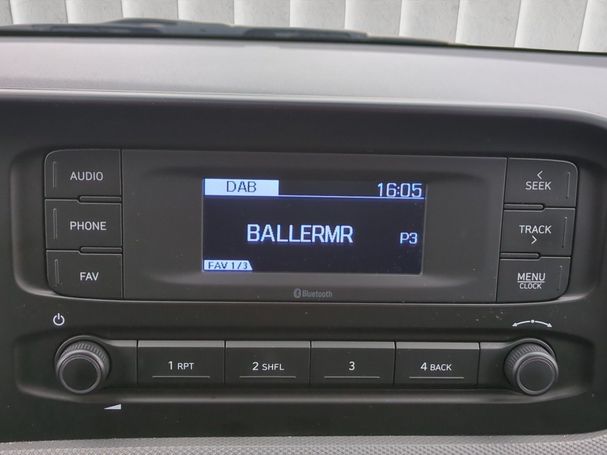 AUDIO
PHONE
FAV
DAB 16:05
BALLERMR P3
FAV 1/3
< SEEK
TRACK >
MENU
CLOCK
Bluetooth
1 RPT 2 SHFL 3 4 BACK